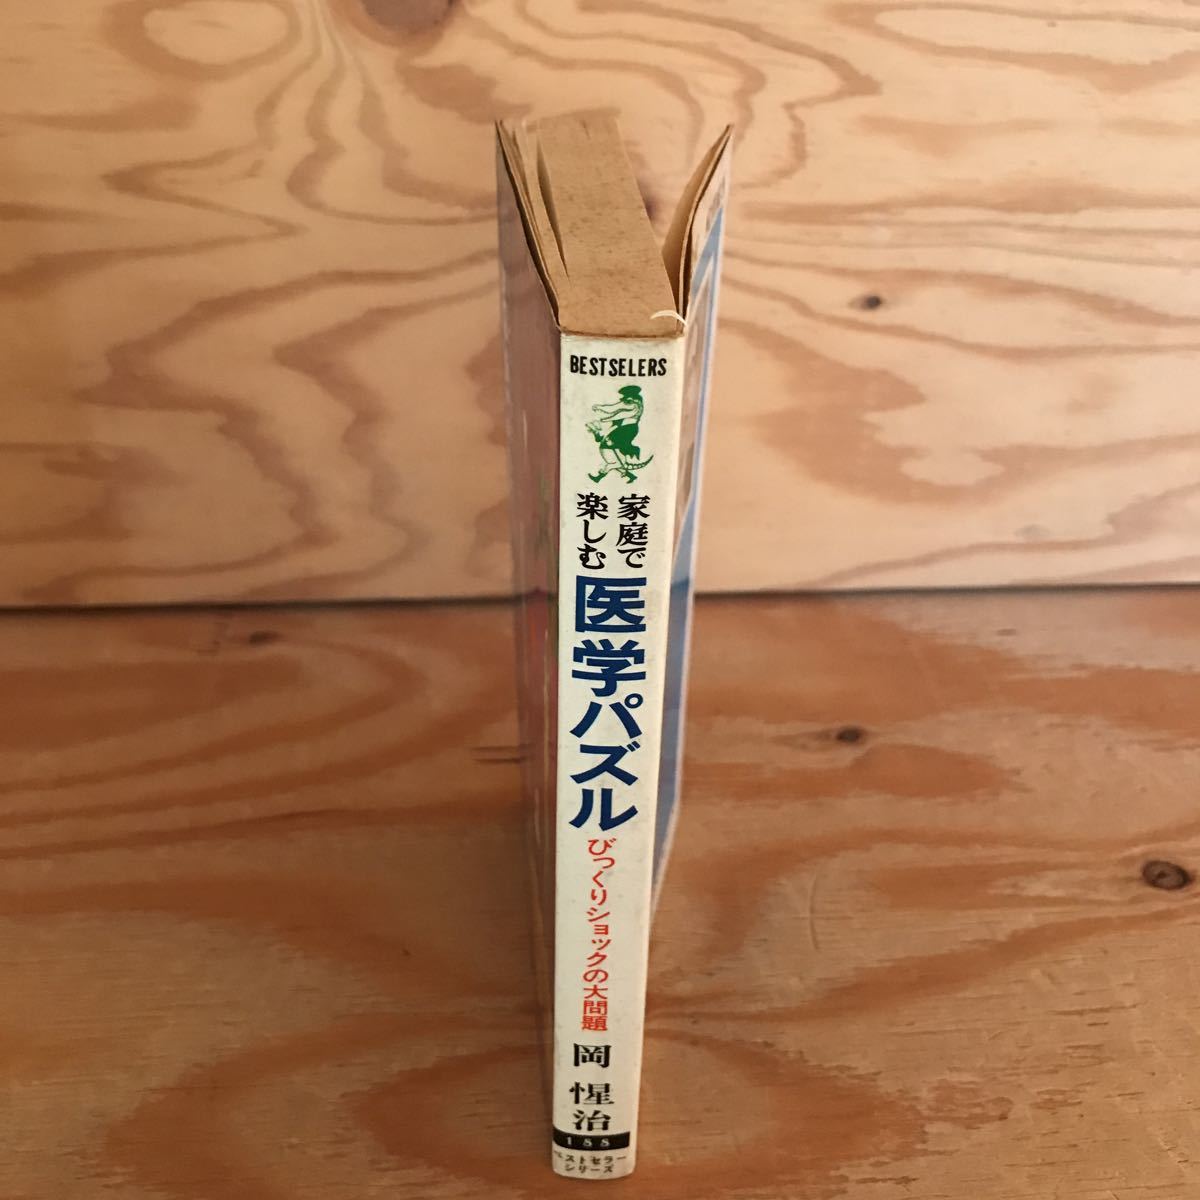 BESTSELERS
家庭で
楽しむ
医学パズル
びっくりショックの大問題
岡 惺治
188
ベストセラー
シリーズ